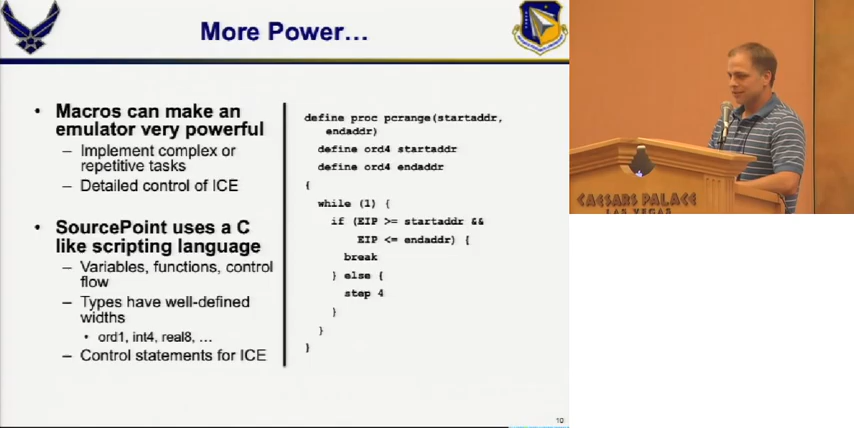 More Power…
• Macros can make an
emulator very powerful
– Implement complex or
repetitive tasks
– Detailed control of ICE
• SourcePoint uses a C
like scripting language
– Variables, functions, control
flow
– Types have well-defined
widths
• ord1, int4, real8, …
– Control statements for ICE
define proc pcrange(startaddr,
endaddr)
define ord4 startaddr
define ord4 endaddr
{
while (1) {
if (EIP >= startaddr &&
EIP <= endaddr) {
break
} else {
step 4
}
}
}
10
CAESARS PALACE
LAS VEGAS